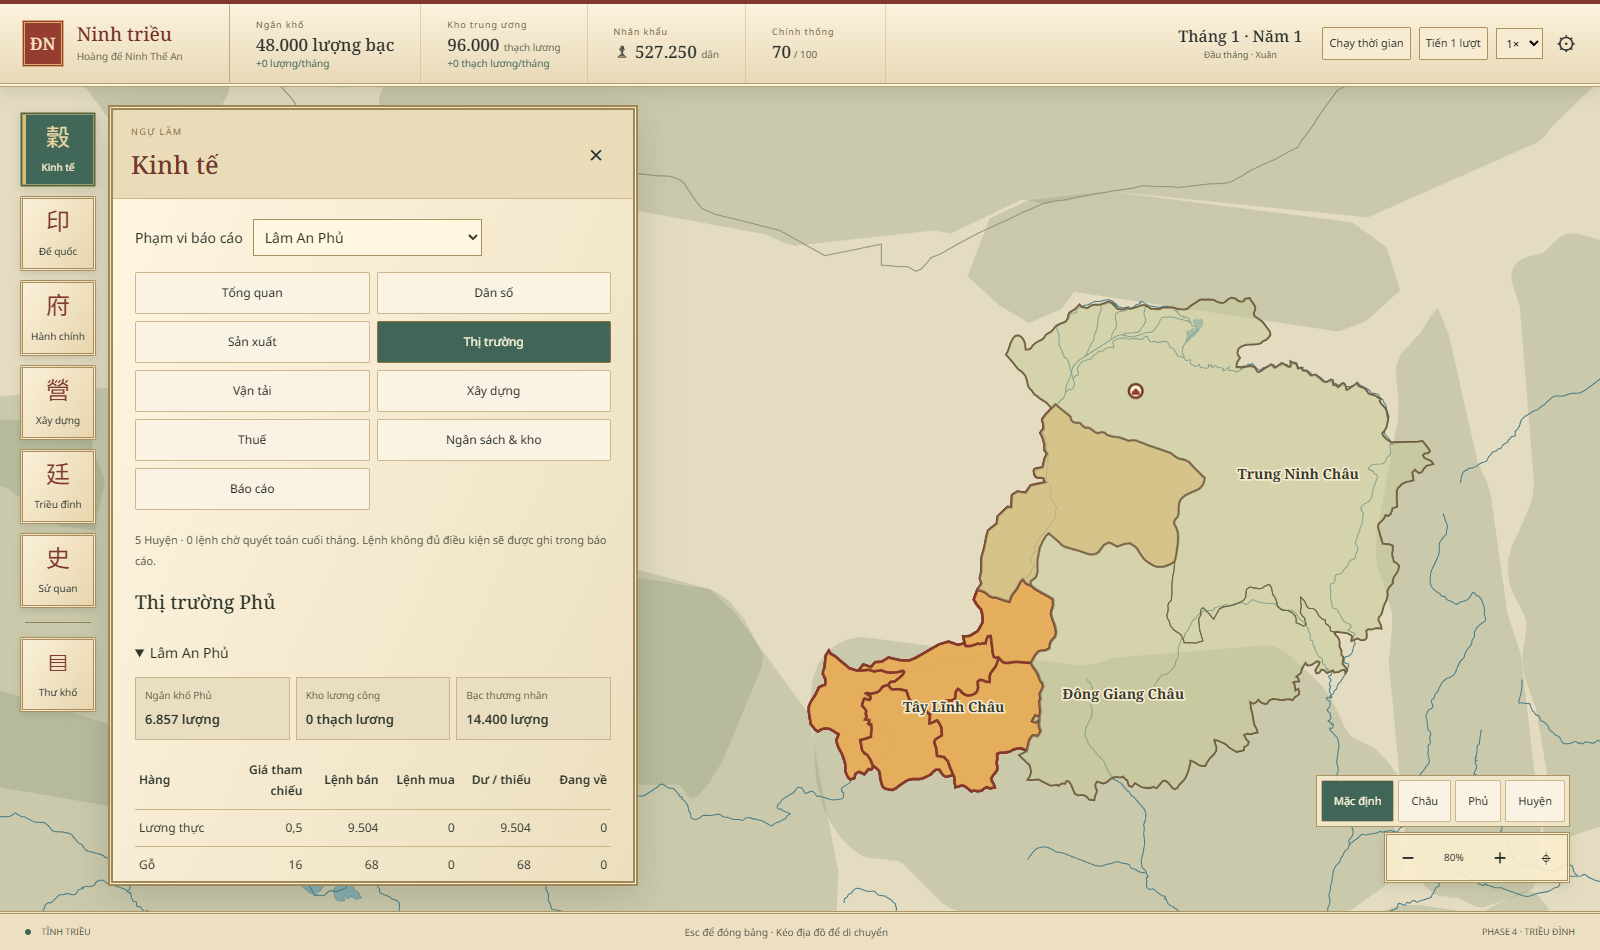 ĐN
Ninh triều
Hoàng đế Ninh Thế An
Ngân khố
48.000 lượng bạc
+0 lượng/tháng
Kho trung ương
96.000 thạch lương
+0 thạch lương/tháng
Nhân khẩu
527.250 dân
Chính thống
70 / 100
Tháng 1 · Năm 1
Đầu tháng · Xuân
Chạy thời gian
Tiến 1 lượt
1×
穀
Kinh tế
印
Đế quốc
府
Hành chính
營
Xây dựng
廷
Triều đình
史
Sử quan
Thư khố
NGỰ LÃM
Kinh tế
×
Phạm vi báo cáo
Lâm An Phủ
Tổng quan
Dân số
Sản xuất
Thị trường
Vận tải
Xây dựng
Thuế
Ngân sách & kho
Báo cáo
5 Huyện · 0 lệnh chờ quyết toán cuối tháng. Lệnh không đủ điều kiện sẽ được ghi trong báo
cáo.
Thị trường Phủ
▼ Lâm An Phủ
Ngân khố Phủ
6.857 lượng
Kho lương công
0 thạch lương
Bạc thương nhân
14.400 lượng
Hàng Giá tham chiếu Lệnh bán Lệnh mua Dư / thiếu Đang về
Lương thực 0,5 9.504 0 9.504 0
Gỗ 16 68 0 68 0
Trung Ninh Châu
Đông Giang Châu
Tây Lĩnh Châu
Mặc định
Châu
Phủ
Huyện
− 80% +
TĨNH TRIỀU
Esc để đóng bảng · Kéo địa đồ để di chuyển
PHASE 4 · TRIỀU ĐÌNH